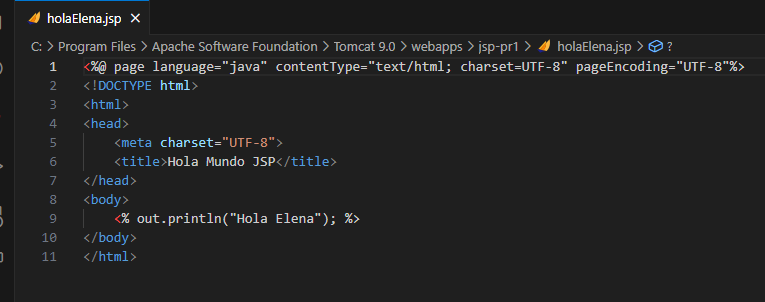 holaElena.jsp ×
C: > Program Files > Apache Software Foundation > Tomcat 9.0 > webapps > jsp-pr1 > holaElena.jsp > ?
1 <%@ page language="java" contentType="text/html; charset=UTF-8" pageEncoding="UTF-8"%>
2 <!DOCTYPE html>
3 <html>
4 <head>
5     <meta charset="UTF-8">
6     <title>Hola Mundo JSP</title>
7 </head>
8 <body>
9     <% out.println("Hola Elena"); %>
10 </body>
11 </html>